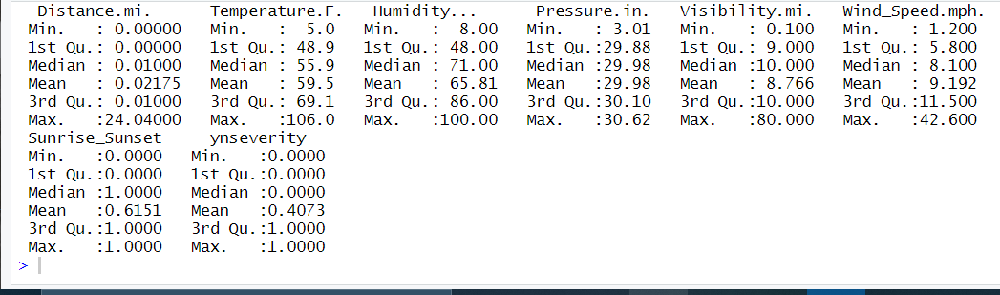 Distance.mi. Temperature.F. Humidity... Pressure.in. Visibility.mi. Wind_Speed.mph.
Min. : 0.00000 Min. : 5.0 Min. : 8.00 Min. : 3.01 Min. : 0.100 Min. : 1.200
1st Qu.: 0.00000 1st Qu.: 48.9 1st Qu.: 48.00 1st Qu.:29.88 1st Qu.: 9.000 1st Qu.: 5.800
Median : 0.01000 Median : 55.9 Median : 71.00 Median :29.98 Median :10.000 Median : 8.100
Mean : 0.02175 Mean : 59.5 Mean : 65.81 Mean :29.98 Mean : 8.766 Mean : 9.192
3rd Qu.: 0.01000 3rd Qu.: 69.1 3rd Qu.: 86.00 3rd Qu.:30.10 3rd Qu.:10.000 3rd Qu.:11.500
Max. :24.04000 Max. :106.0 Max. :100.00 Max. :30.62 Max. :80.000 Max. :42.600
Sunrise_Sunset ynseverity
Min. :0.0000 Min. :0.0000
1st Qu.:0.0000 1st Qu.:0.0000
Median :1.0000 Median :0.0000
Mean :0.6151 Mean :0.4073
3rd Qu.:1.0000 3rd Qu.:1.0000
Max. :1.0000 Max. :1.0000
>